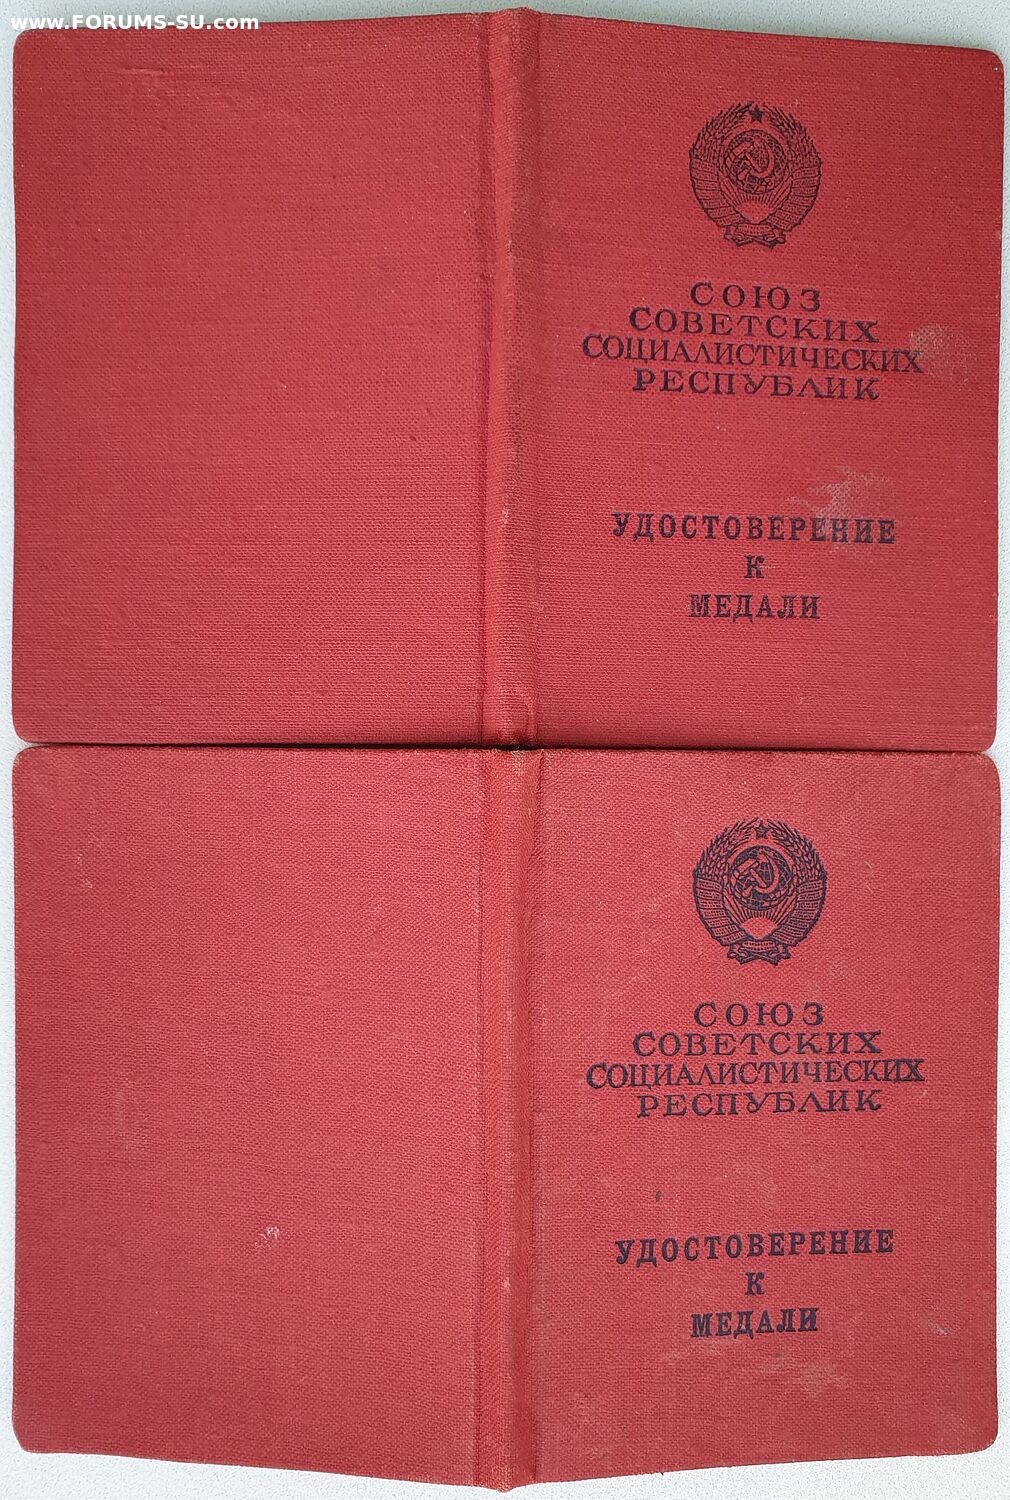 www.FORUMS-SU.com
СОЮЗ
СОВЕТСКИХ
СОЦИАЛИСТИЧЕСКИХ
РЕСПУБЛИК
УДОСТОВЕРЕНИЕ
К
МЕДАЛИ
СОЮЗ
СОВЕТСКИХ
СОЦИАЛИСТИЧЕСКИХ
РЕСПУБЛИК
УДОСТОВЕРЕНИЕ
К
МЕДАЛИ